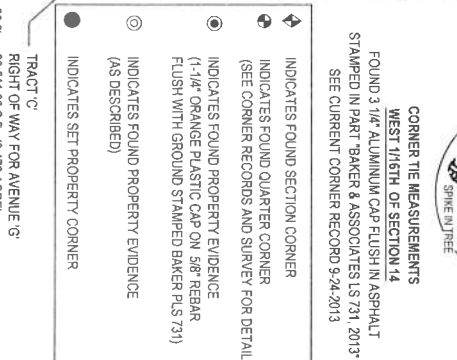 SPIKE IN TREE
CORNER TIE MEASUREMENTS
WEST 1/16TH OF SECTION 14
FOUND 3 1/4" ALUMINUM CAP FLUSH IN ASPHALT
STAMPED IN PART "BAKER & ASSOCIATES LS 731, 2013"
SEE CURRENT CORNER RECORD 9-24-2013
INDICATES FOUND SECTION CORNER
INDICATES FOUND QUARTER CORNER
(SEE CORNER RECORDS AND SURVEY FOR DETAIL
INDICATES FOUND PROPERTY EVIDENCE
(1-1/4" ORANGE PLASTIC CAP ON 5/8" REBAR
FLUSH WITH GROUND STAMPED BAKER PLS 731)
INDICATES FOUND PROPERTY EVIDENCE
(AS DESCRIBED)
INDICATES SET PROPERTY CORNER
TRACT 'C'
RIGHT OF WAY FOR AVENUE 'G'